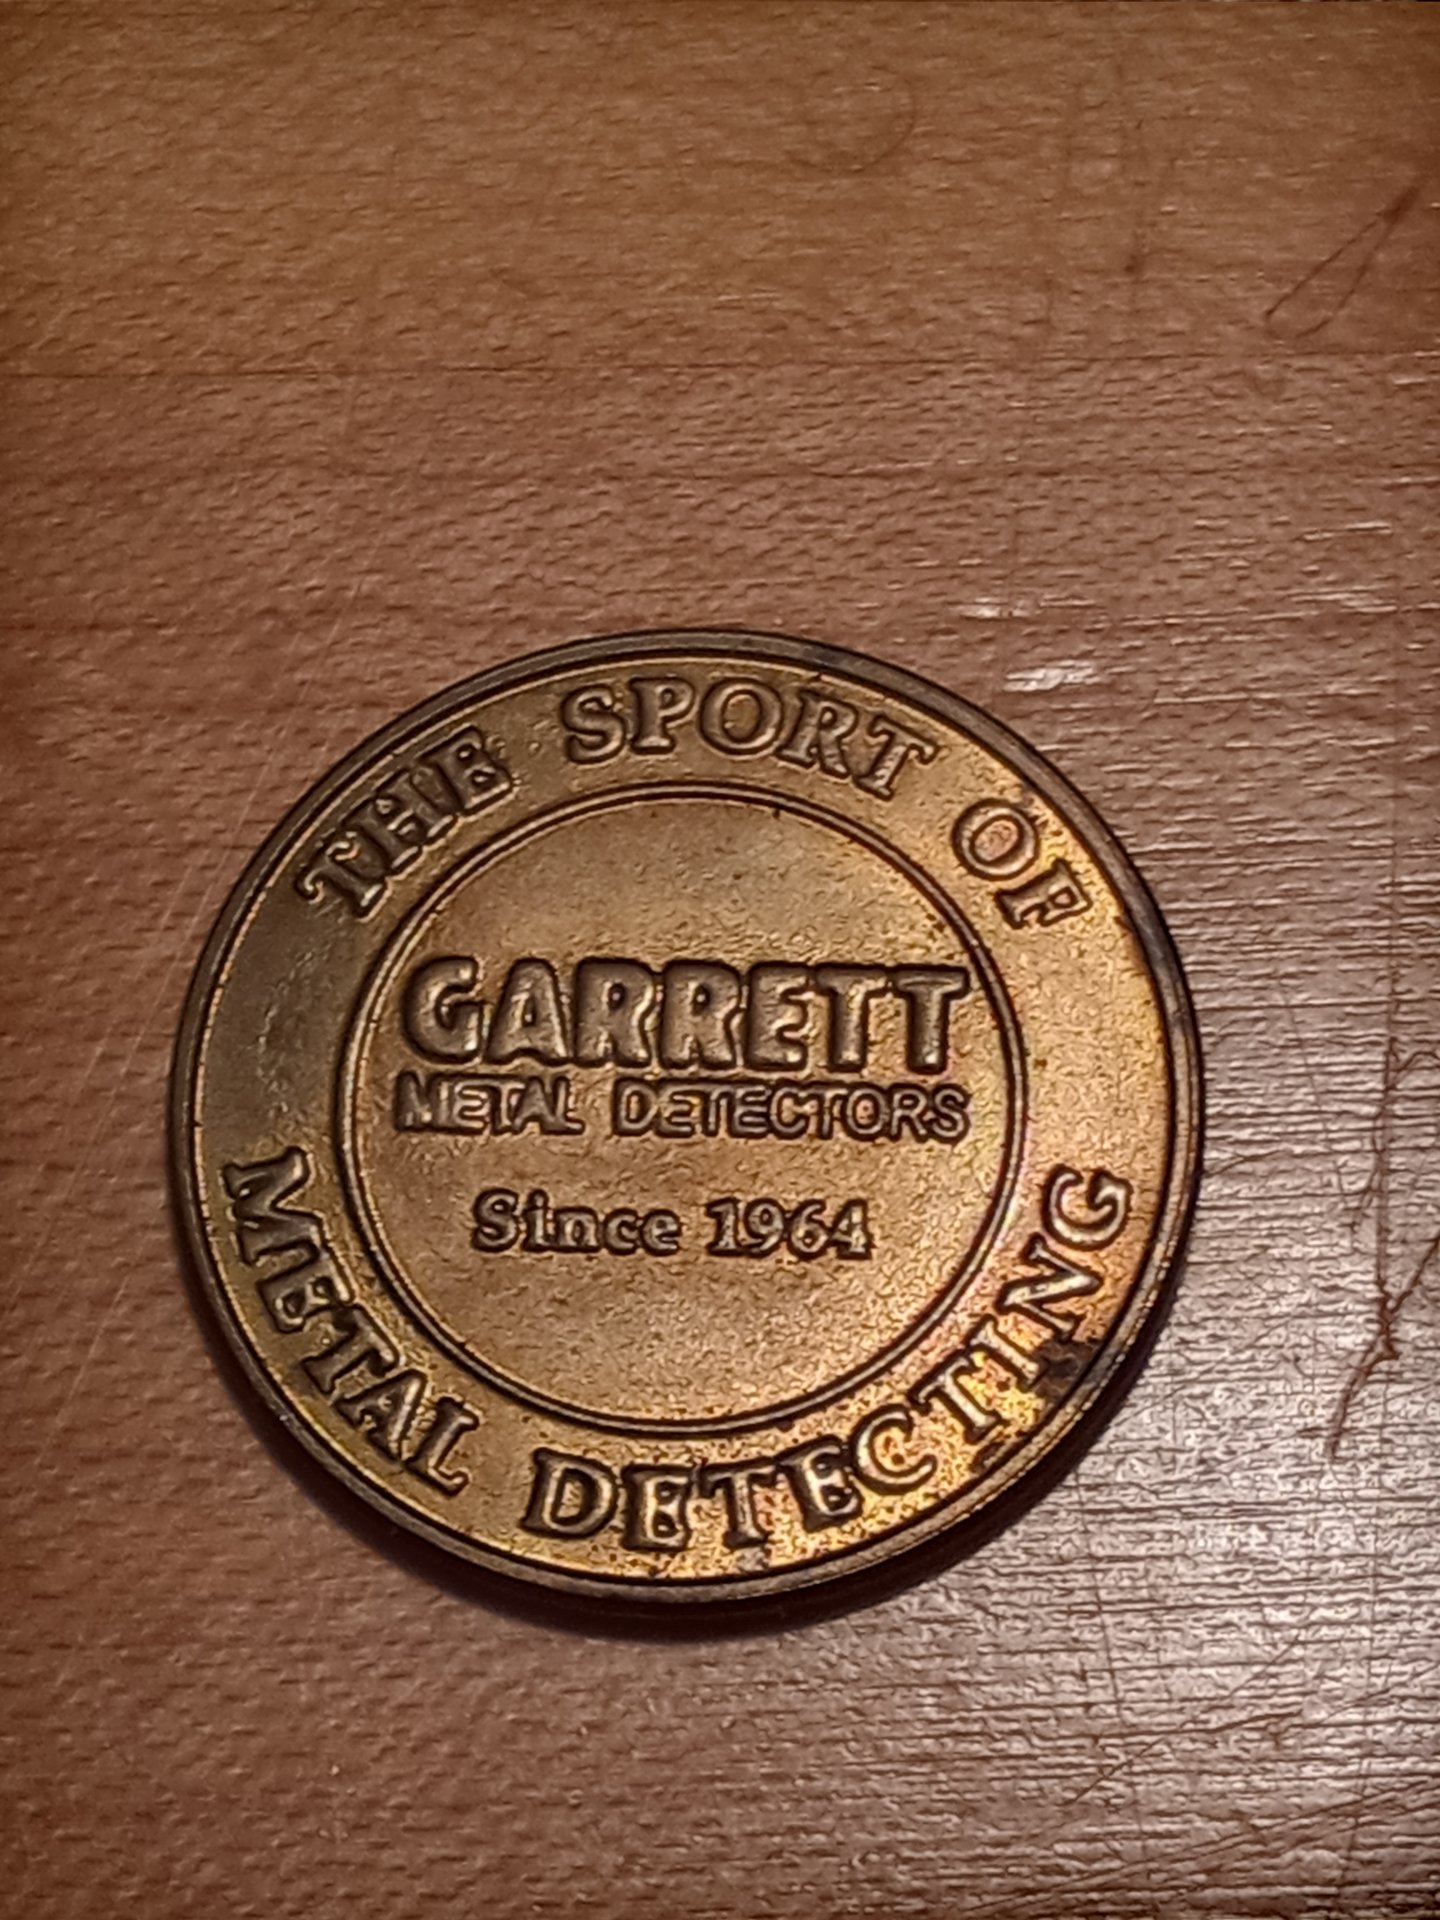 THE SPORT OF
GARRETT
METAL DETECTORS
Since 1964
METAL DETECTING